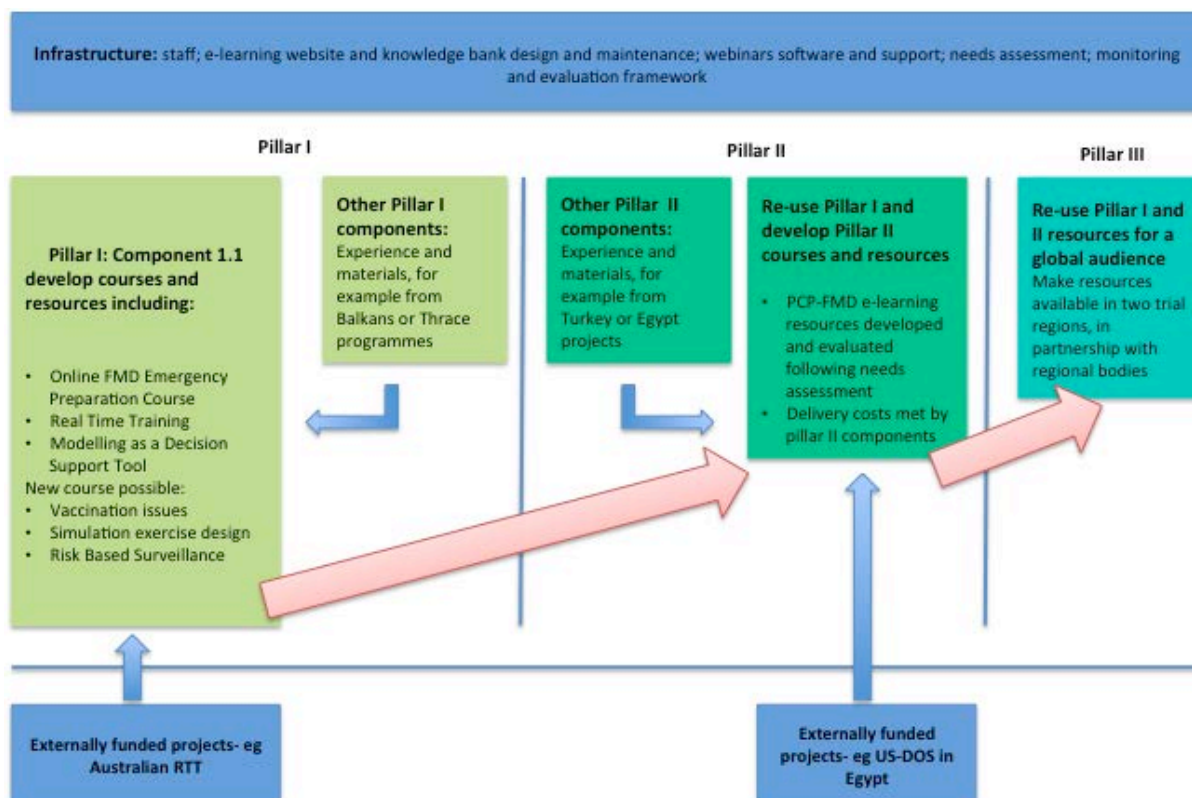 Infrastructure: staff; e-learning website and knowledge bank design and maintenance; webinars software and support; needs assessment; monitoring
and evaluation framework
Pillar I
Pillar II
Pillar III
Pillar I: Component 1.1
develop courses and
resources including:
• Online FMD Emergency
Preparation Course
• Real Time Training
• Modelling as a Decision
Support Tool
New course possible:
• Vaccination issues
• Simulation exercise design
• Risk Based Surveillance
Other Pillar I
components:
Experience and
materials, for
example from
Balkans or Thrace
programmes
Other Pillar II
components:
Experience and
materials, for
example from
Turkey or Egypt
projects
Re-use Pillar I and
develop Pillar II
courses and resources
• PCP-FMD e-learning
resources developed
and evaluated
following needs
assessment
• Delivery costs met by
pillar II components
Re-use Pillar I and
II resources for a
global audience
Make resources
available in two trial
regions, in
partnership with
regional bodies
Externally funded projects- eg
Australian RTT
Externally funded
projects- eg US-DOS in
Egypt